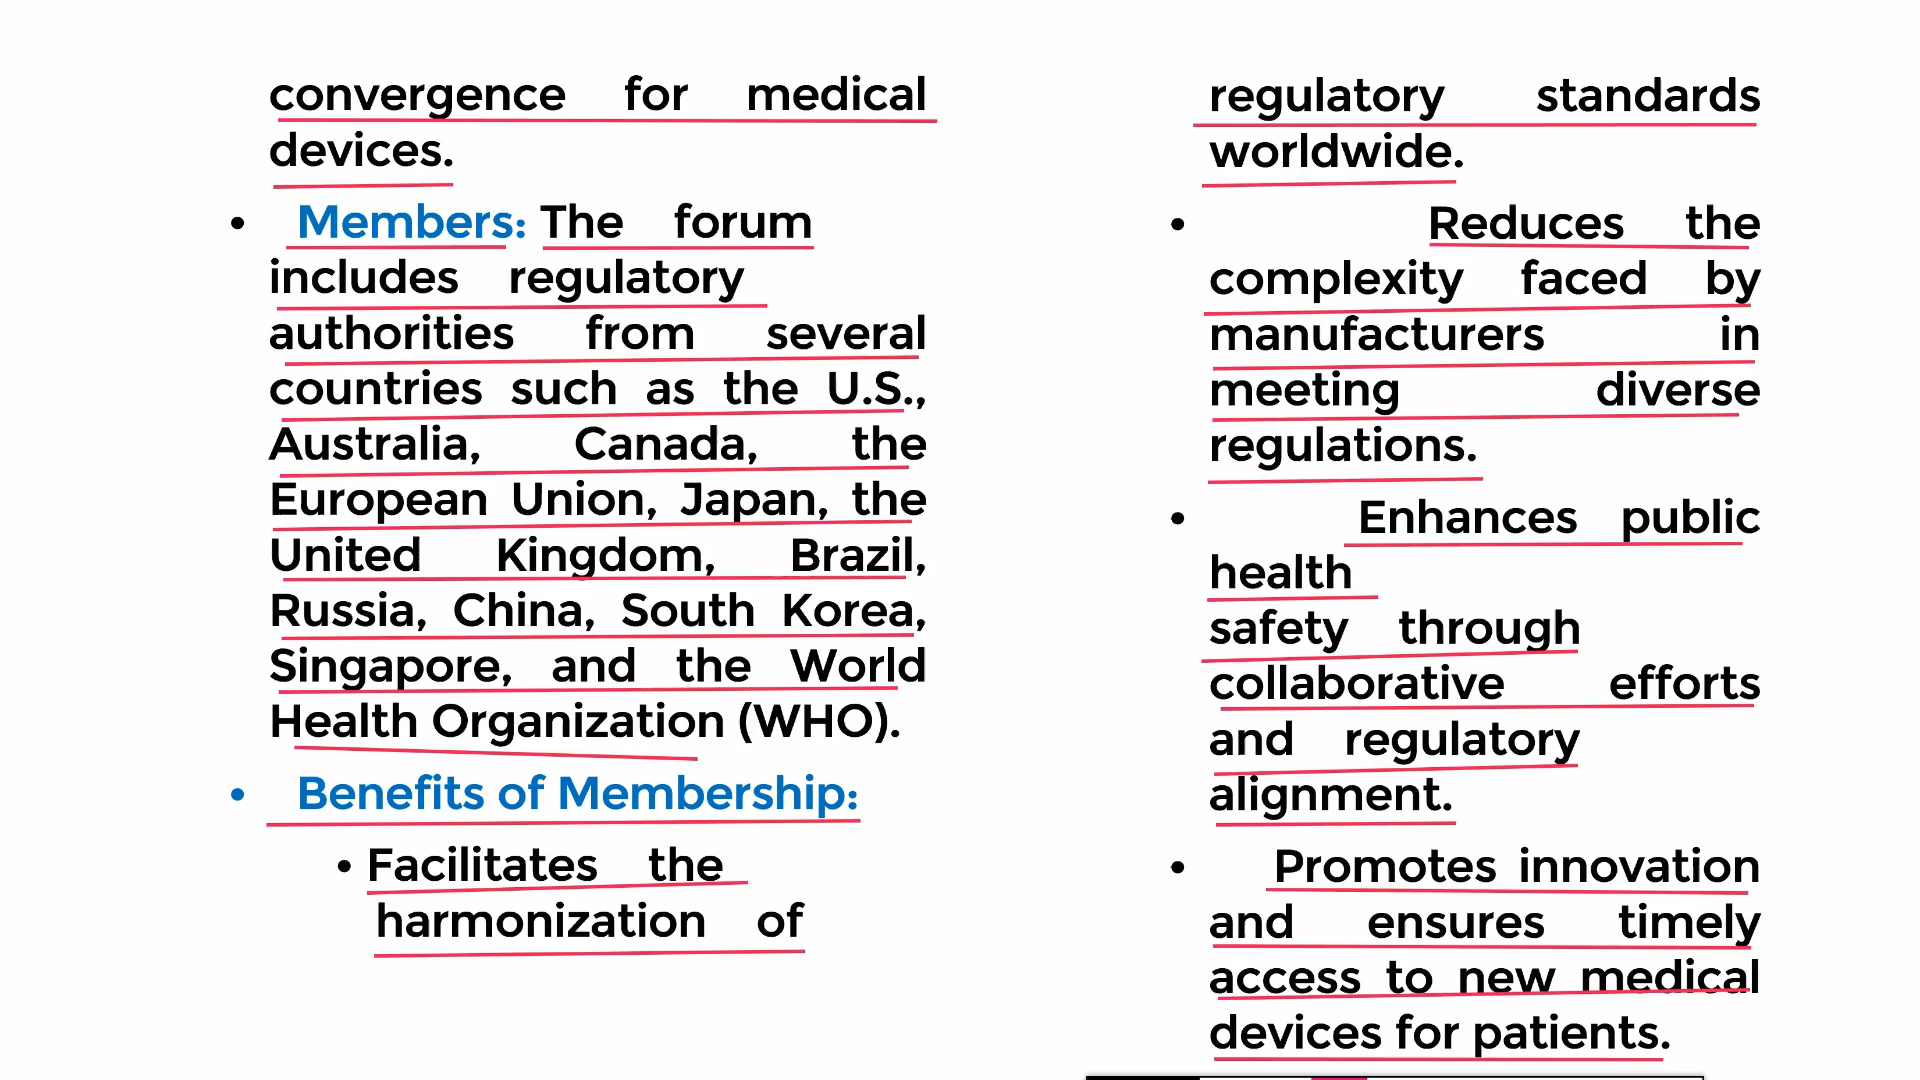 convergence for medical
devices.
• Members: The forum
includes regulatory
authorities from several
countries such as the U.S.,
Australia, Canada, the
European Union, Japan, the
United Kingdom, Brazil,
Russia, China, South Korea,
Singapore, and the World
Health Organization (WHO).
• Benefits of Membership:
• Facilitates the
harmonization of
regulatory standards
worldwide.
• Reduces the
complexity faced by
manufacturers in
meeting diverse
regulations.
• Enhances public
health
safety through
collaborative efforts
and regulatory
alignment.
• Promotes innovation
and ensures timely
access to new medical
devices for patients.